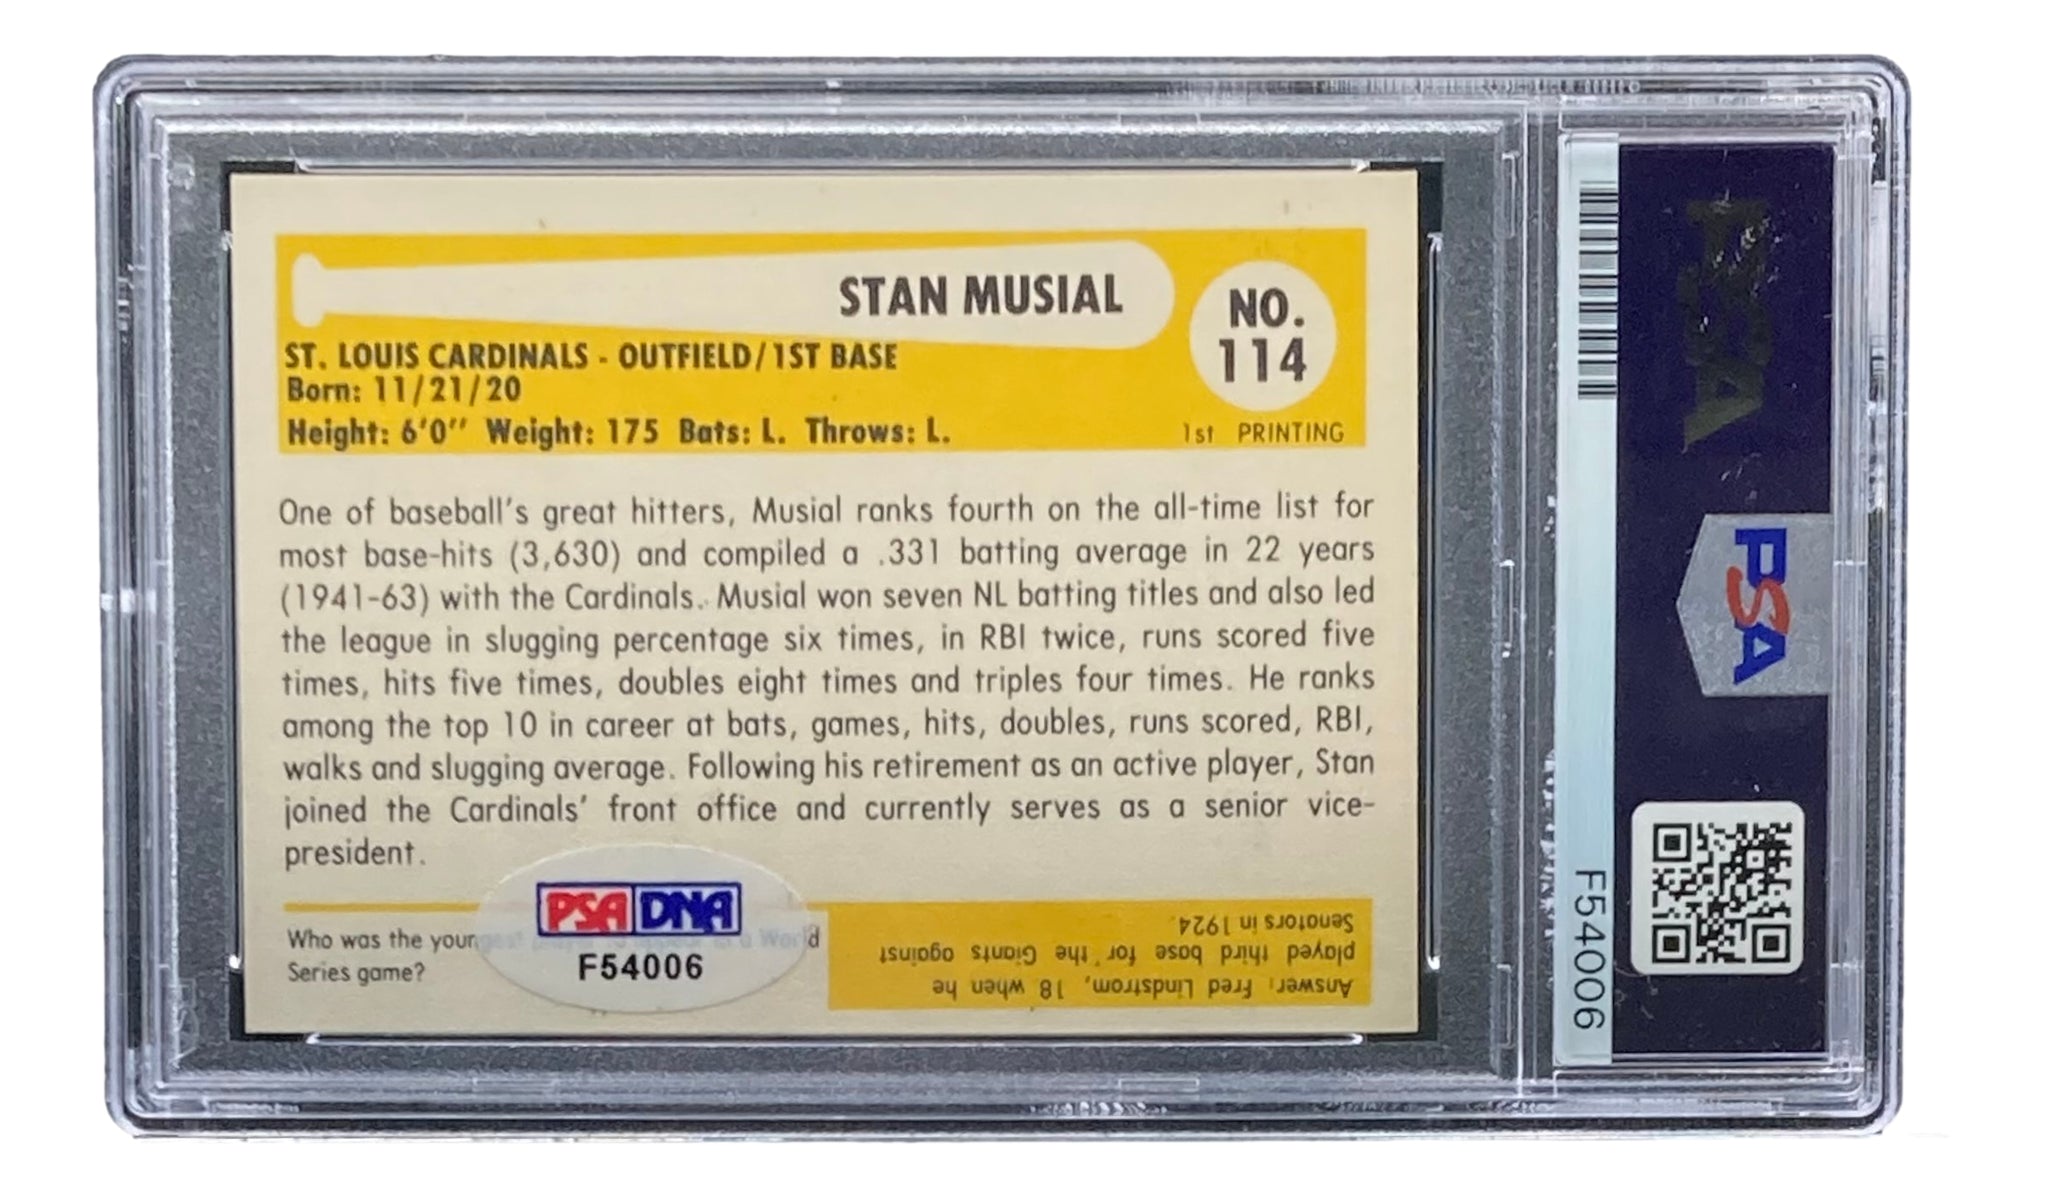 STAN MUSIAL
NO.
114
ST. LOUIS CARDINALS - OUTFIELD/1ST BASE
Born: 11/21/20
Height: 6'0" Weight: 175 Bats: L. Throws: L.
1st PRINTING
One of baseball's great hitters, Musial ranks fourth on the all-time list for
most base-hits (3,630) and compiled a .331 batting average in 22 years
(1941-63) with the Cardinals. Musial won seven NL batting titles and also led
the league in slugging percentage six times, in RBI twice, runs scored five
times, hits five times, doubles eight times and triples four times. He ranks
among the top 10 in career at bats, games, hits, doubles, runs scored, RBI,
walks and slugging average. Following his retirement as an active player, Stan
joined the Cardinals' front office and currently serves as a senior vice-
president.
Who was the youngest player to appear in a World
Series game?
PSA DNA
F54006
Answer: Fred Lindstrom, 18 when he
played third base for the Giants against
Senators in 1924.
PSA
PSA
F54006